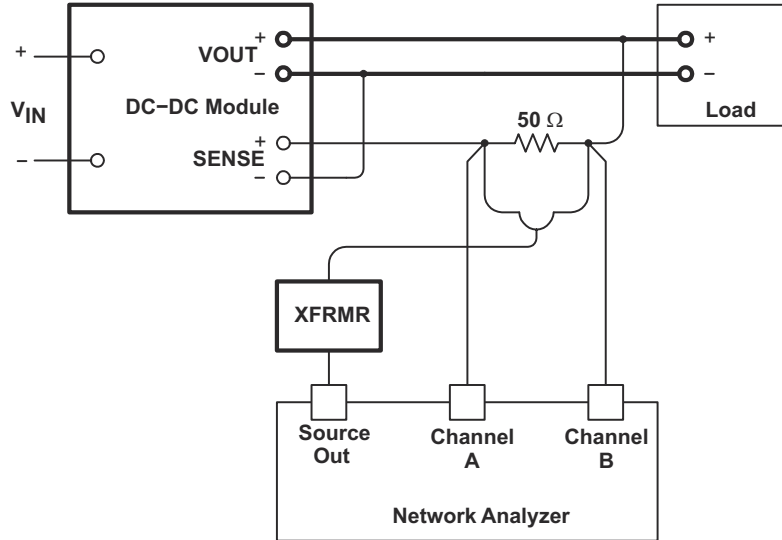 +
VOUT
−
+
DC−DC Module
VIN
+
SENSE
−
−
+
−
Load
50 Ω
XFRMR
Source
Out
Channel
A
Channel
B
Network Analyzer